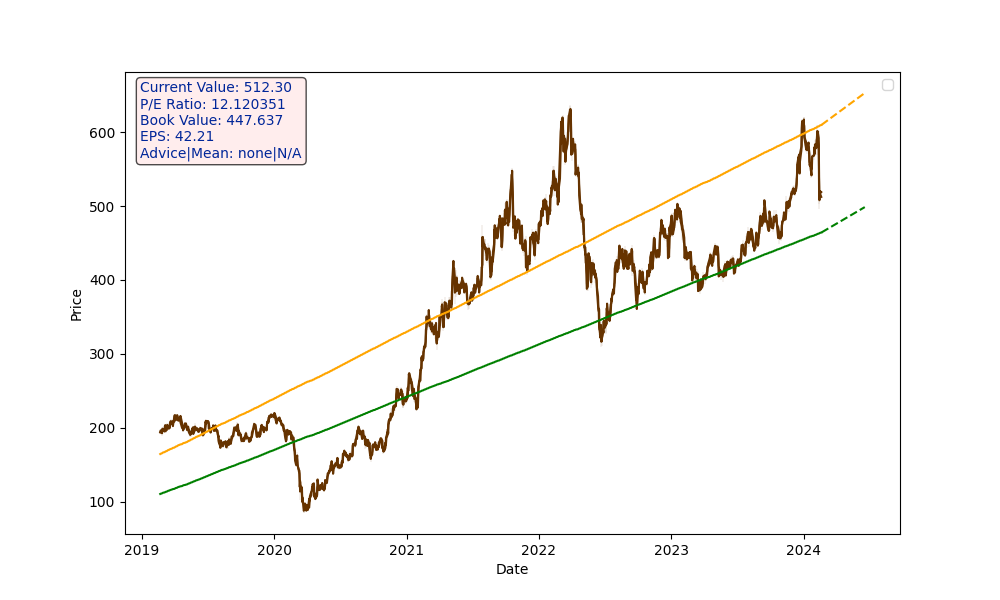 Current Value: 512.30
P/E Ratio: 12.120351
Book Value: 447.637
EPS: 42.21
Advice|Mean: none|N/A
600
500
400
300
200
100
Price
2019 2020 2021 2022 2023 2024
Date